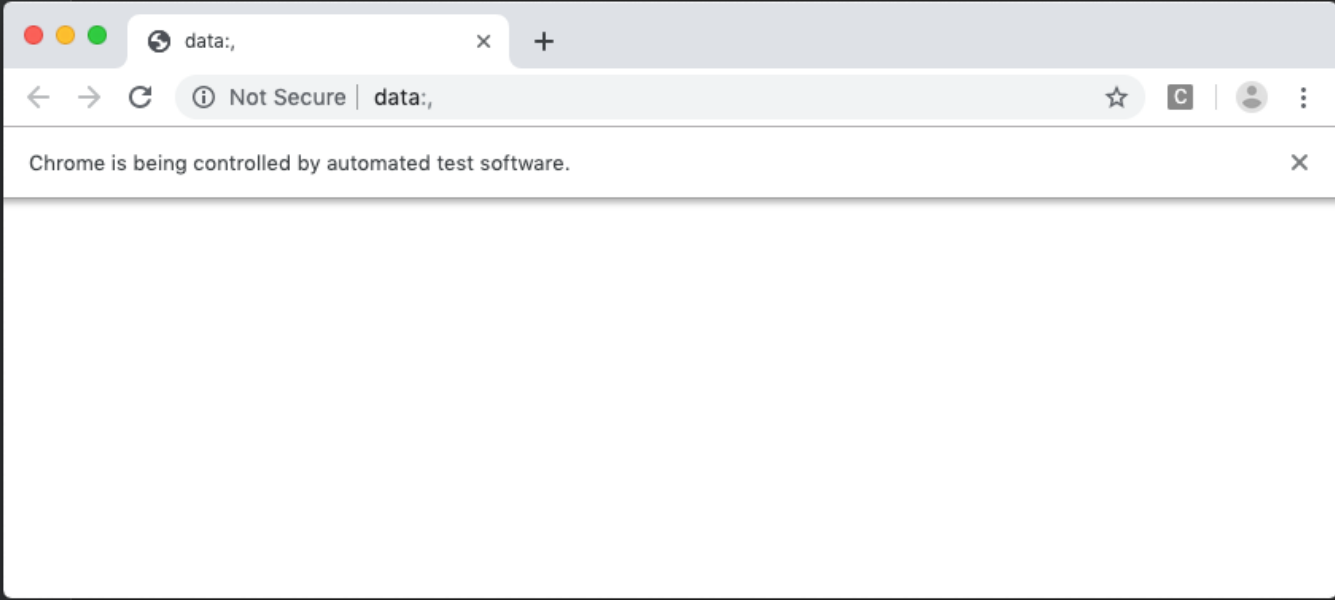 data:,
Not Secure data:,
C
Chrome is being controlled by automated test software.